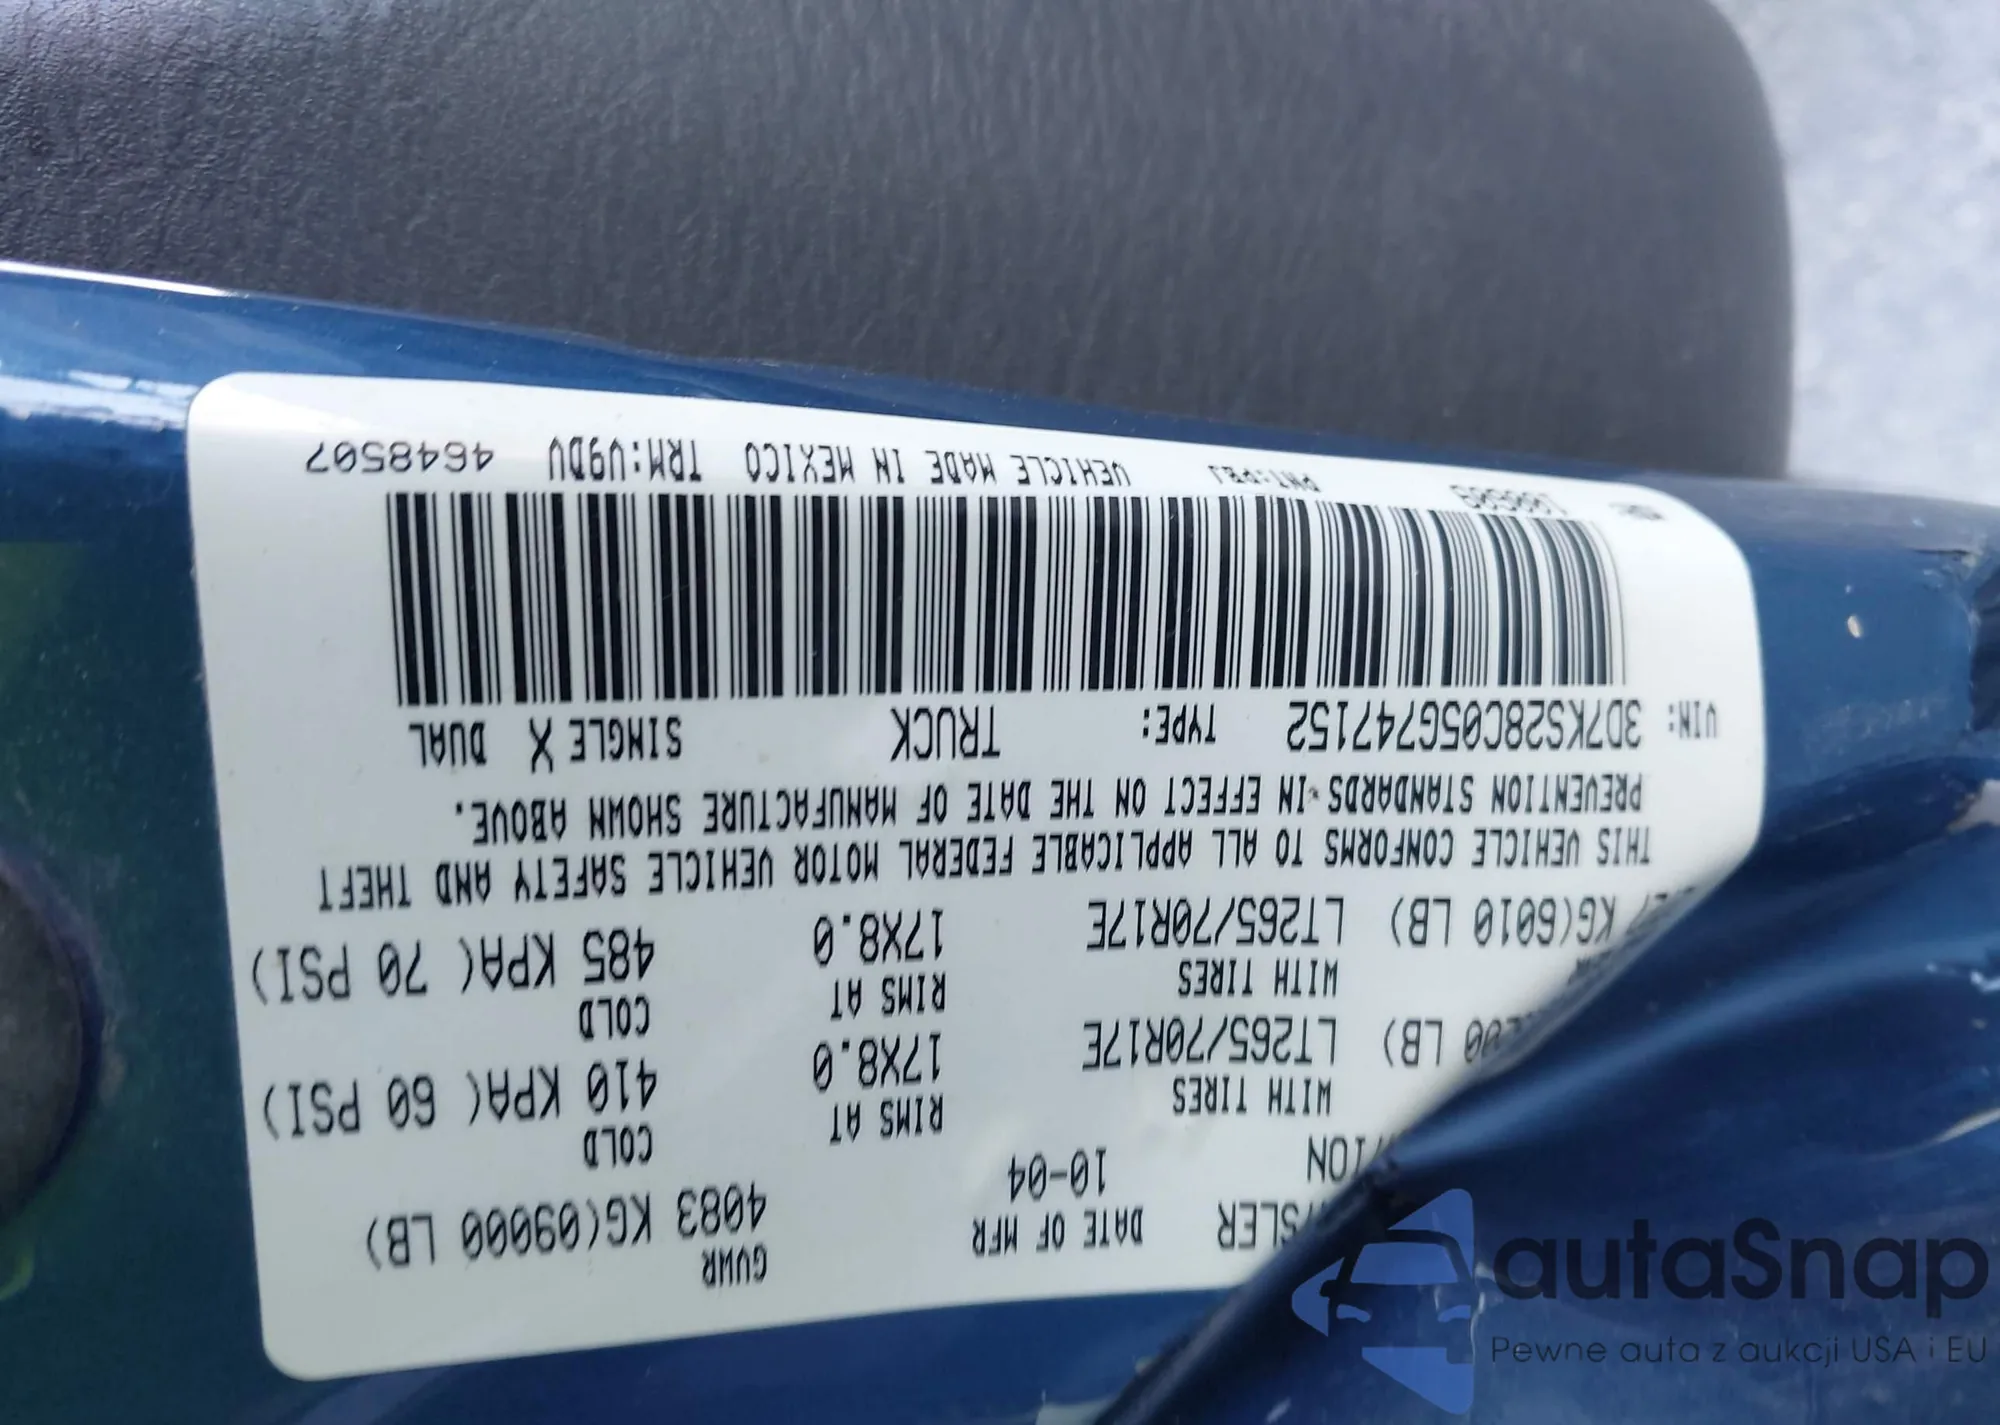 GVWR
4083 KG(09000 LB)
DATE OF MFR
10-04
COLD
410 KPA( 60 PSI)
RIMS AT
17X8.0
WITH TIRES
LT265/70R17E
LB)
COLD
485 KPA( 70 PSI)
RIMS AT
17X8.0
WITH TIRES
LT265/70R17E
KG(6010 LB)
THIS VEHICLE CONFORMS TO ALL APPLICABLE FEDERAL MOTOR VEHICLE SAFETY AND THEFT
PREVENTION STANDARDS IN EFFECT ON THE DATE OF MANUFACTURE SHOWN ABOVE.
VIN: 3D7KS28C05G747152 TYPE: TRUCK SINGLE X DUAL
PNT:PBJ VEHICLE MADE IN MEXICO TRM:V9DV 4648507
autaSnap
Pewne auta z aukcji USA i EU